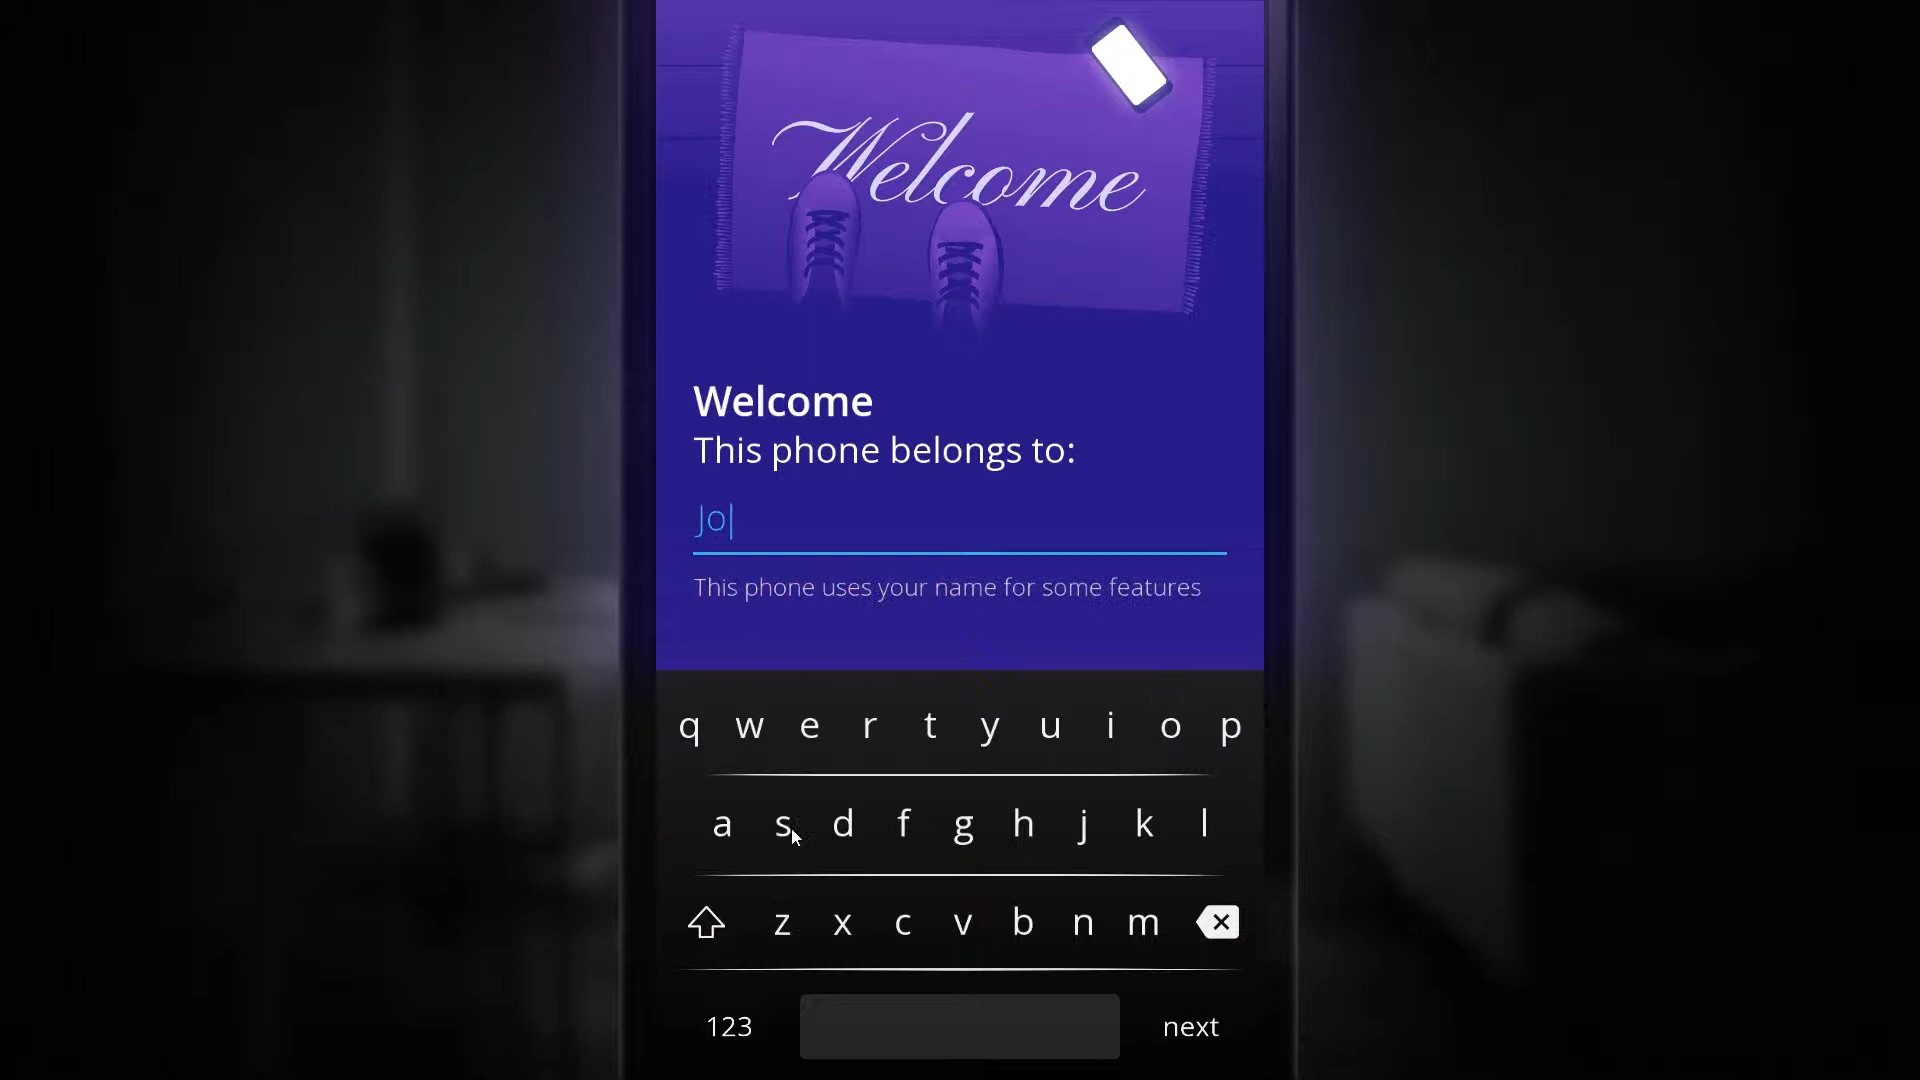 Welcome
Welcome
This phone belongs to:
Jo
This phone uses your name for some features
q w e r t y u i o p
a s d f g h j k l
z x c v b n m
123 next